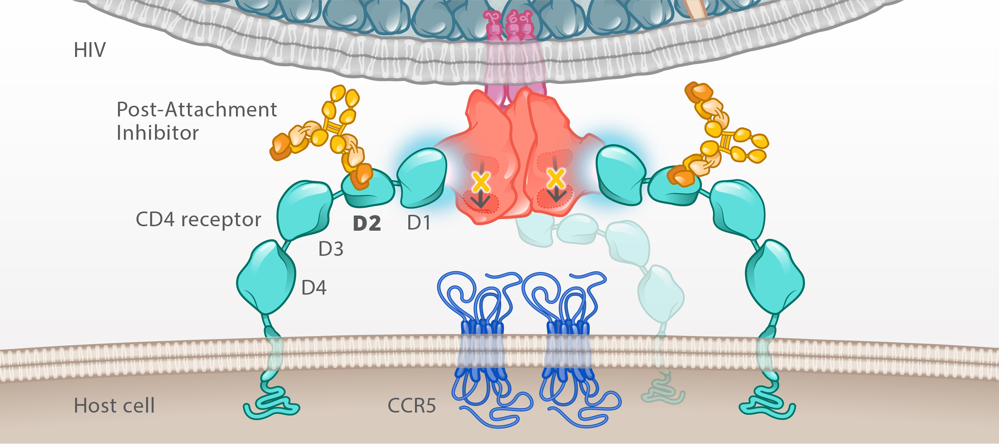 HIV
Post-Attachment
Inhibitor
CD4 receptor
D2
D1
D3
D4
Host cell
CCR5